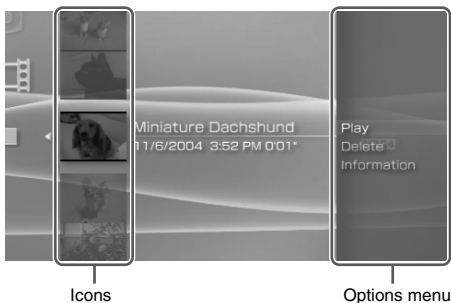 Miniature Dachshund
11/6/2004 3:52 PM 0'01"
Play
Delete
Information
Icons
Options menu